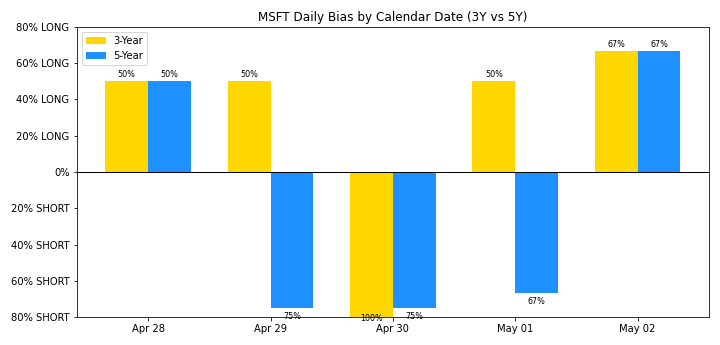 MSFT Daily Bias by Calendar Date (3Y vs 5Y)
80% LONG
60% LONG
40% LONG
20% LONG
0%
20% SHORT
40% SHORT
60% SHORT
80% SHORT
3-Year
5-Year
50% 50% 50% 50% 67% 67%
75% 100% 75% 67%
Apr 28 Apr 29 Apr 30 May 01 May 02